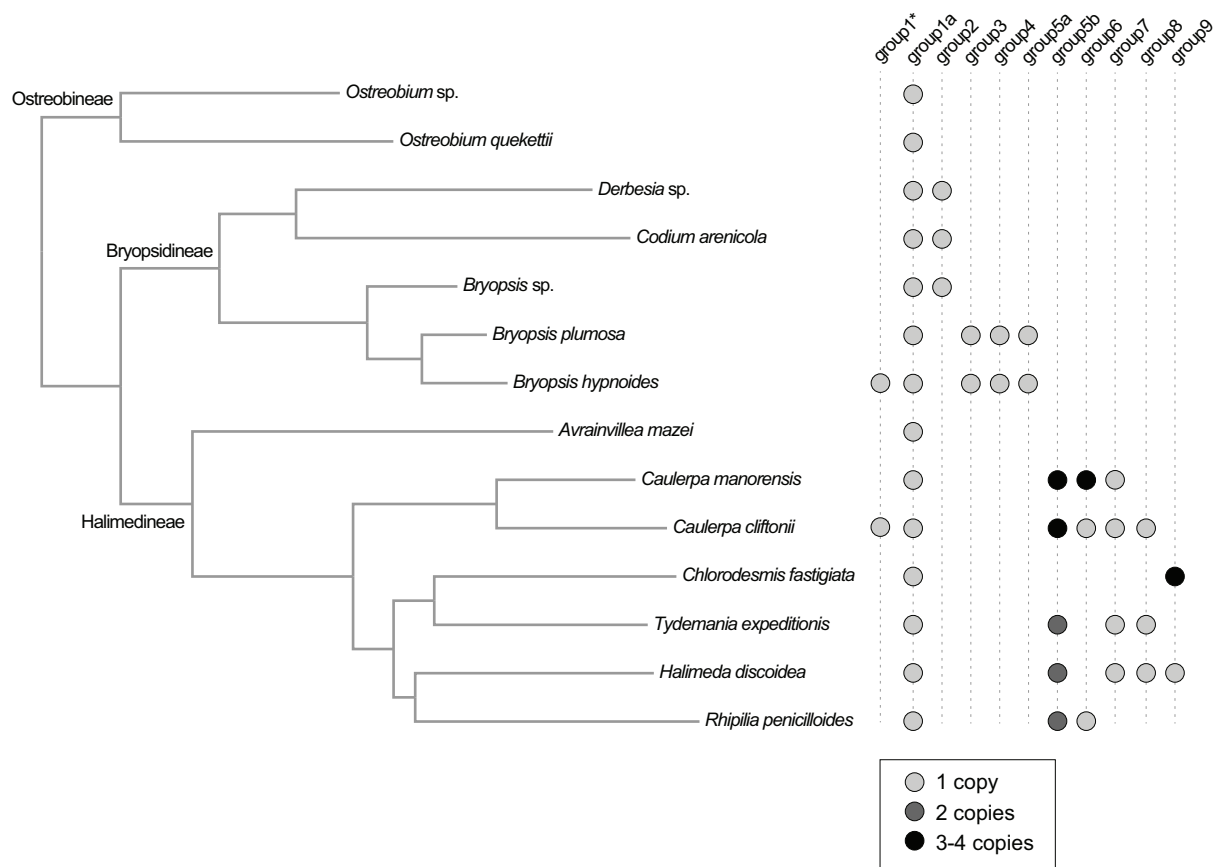 group1*
group1a
group2
group3
group4
group5a
group5b
group6
group7
group8
group9
Ostreobineae
Ostreobium sp.
Ostreobium quekettii
Derbesia sp.
Codium arenicola
Bryopsidineae
Bryopsis sp.
Bryopsis plumosa
Bryopsis hypnoides
Avrainvillea mazei
Caulerpa manorensis
Halimedineae
Caulerpa cliftonii
Chlorodesmis fastigiata
Tydemania expeditionis
Halimeda discoidea
Rhipilia penicilloides
1 copy
2 copies
3-4 copies